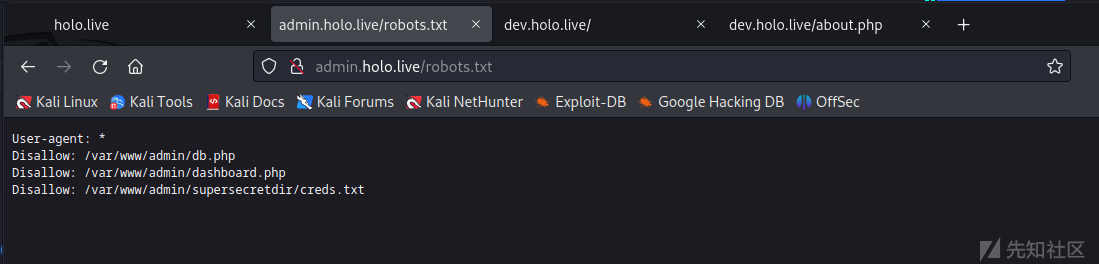 holo.live
admin.holo.live/robots.txt
dev.holo.live/
dev.holo.live/about.php
admin.holo.live/robots.txt
Kali Linux
Kali Tools
Kali Docs
Kali Forums
Kali NetHunter
Exploit-DB
Google Hacking DB
OffSec
User-agent: *
Disallow: /var/www/admin/db.php
Disallow: /var/www/admin/dashboard.php
Disallow: /var/www/admin/supersecretdir/creds.txt
先知社区